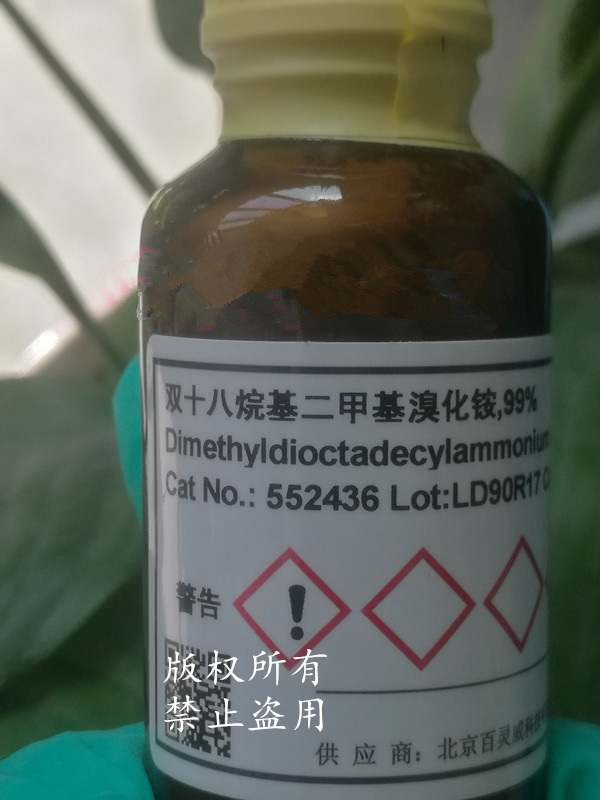 双十八烷基二甲基溴化铵,99%
Dimethyldioctadecylammonium
Cat No.: 552436 Lot:LD90R17
警告
版权所有
禁止盗用
供应商：北京百灵威科技